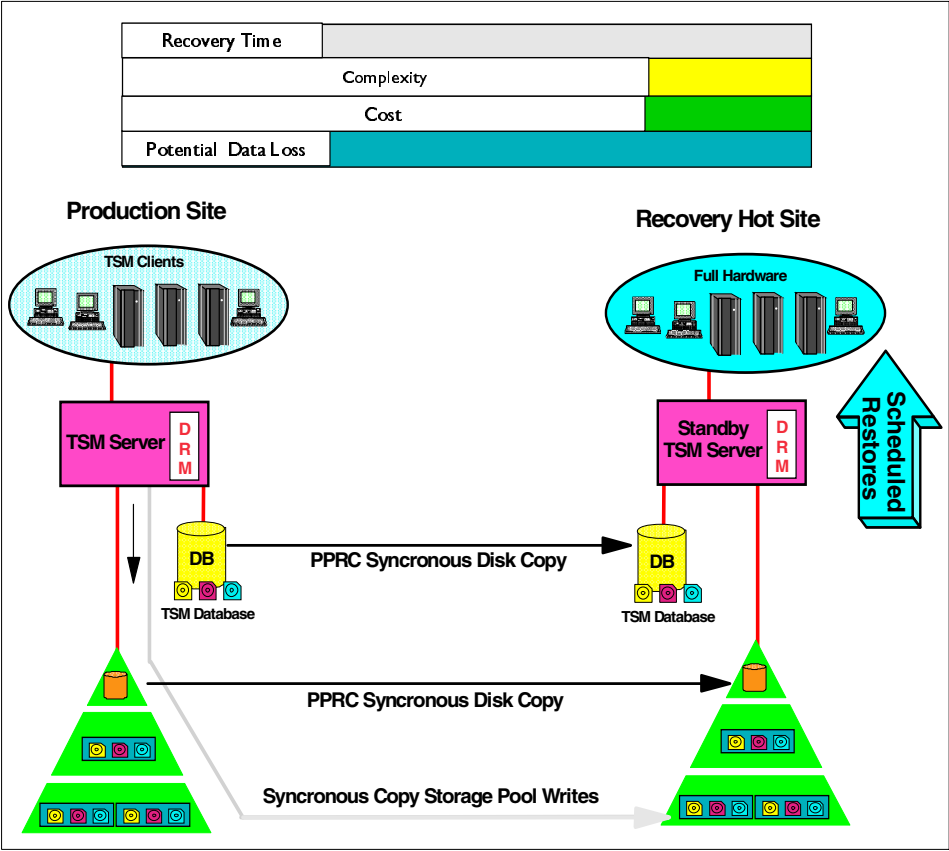 Recovery Time
Complexity
Cost
Potential Data Loss
Production Site
Recovery Hot Site
TSM Clients
Full Hardware
TSM Server
D
R
M
Standby
TSM Server
D
R
M
Scheduled
Restores
DB
PPRC Syncronous Disk Copy
DB
TSM Database
TSM Database
PPRC Syncronous Disk Copy
Syncronous Copy Storage Pool Writes